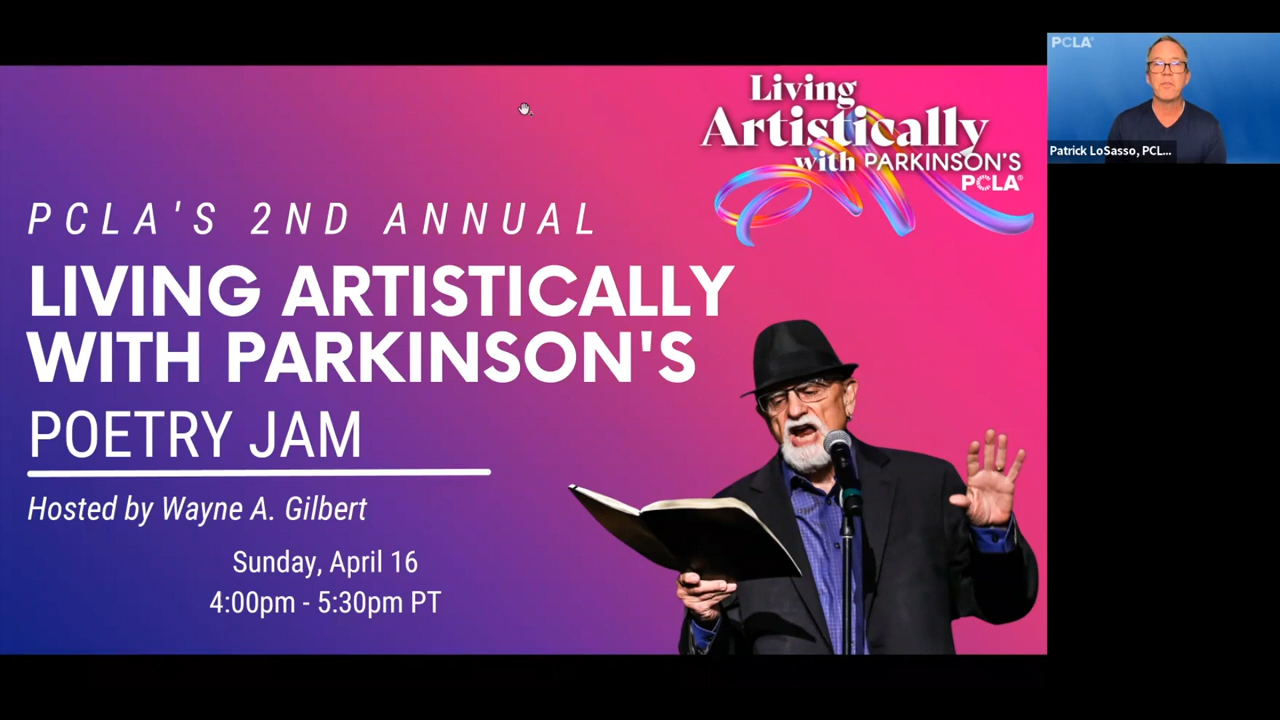 Living
Artistically
with PARKINSON'S
PCLA®
PCLA'S 2ND ANNUAL
LIVING ARTISTICALLY
WITH PARKINSON'S
POETRY JAM
Hosted by Wayne A. Gilbert
Sunday, April 16
4:00pm - 5:30pm PT
PCLA®
Patrick LoSasso, PCL...